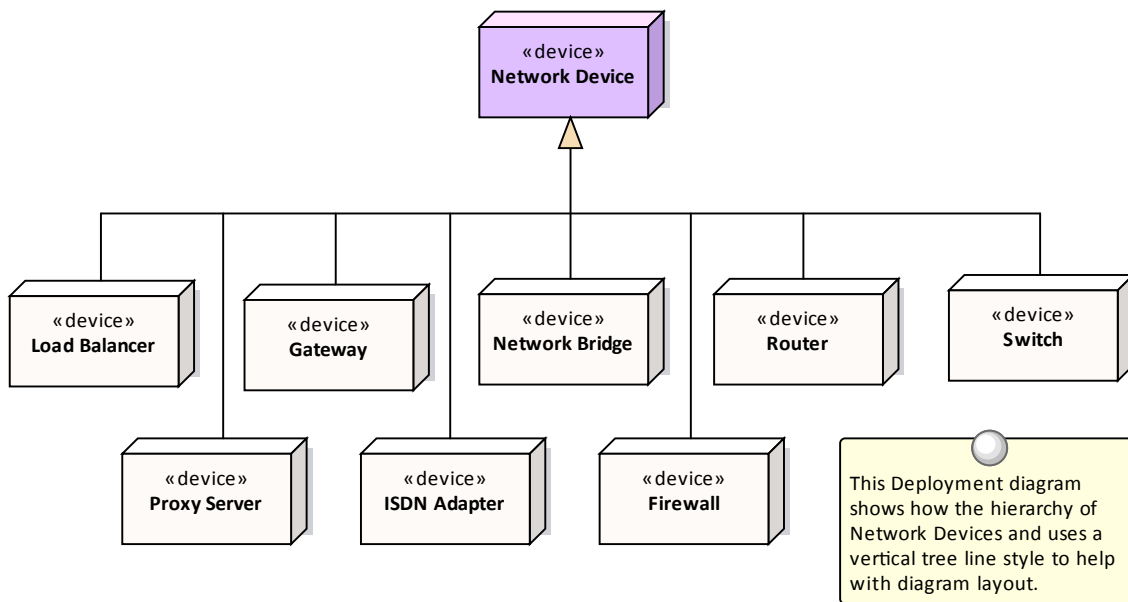 «device»
Network Device
«device»
Load Balancer
«device»
Gateway
«device»
Network Bridge
«device»
Router
«device»
Switch
«device»
Proxy Server
«device»
ISDN Adapter
«device»
Firewall
This Deployment diagram
shows how the hierarchy of
Network Devices and uses a
vertical tree line style to help
with diagram layout.